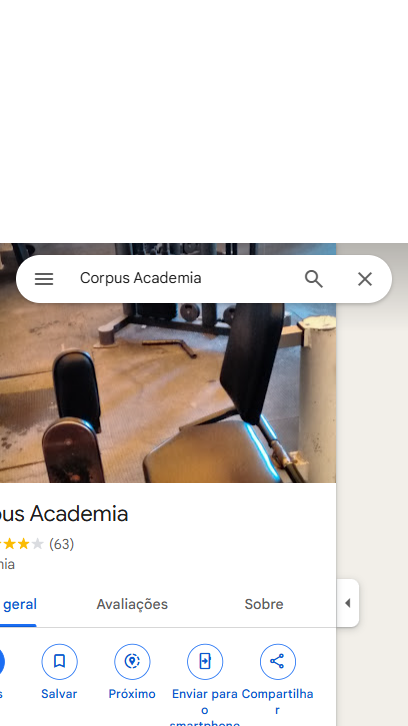 Corpus Academia
pus Academia
(63)
nia
geral
Avaliações
Sobre
s
Salvar
Próximo
Enviar para o smartphone
Compartilhar